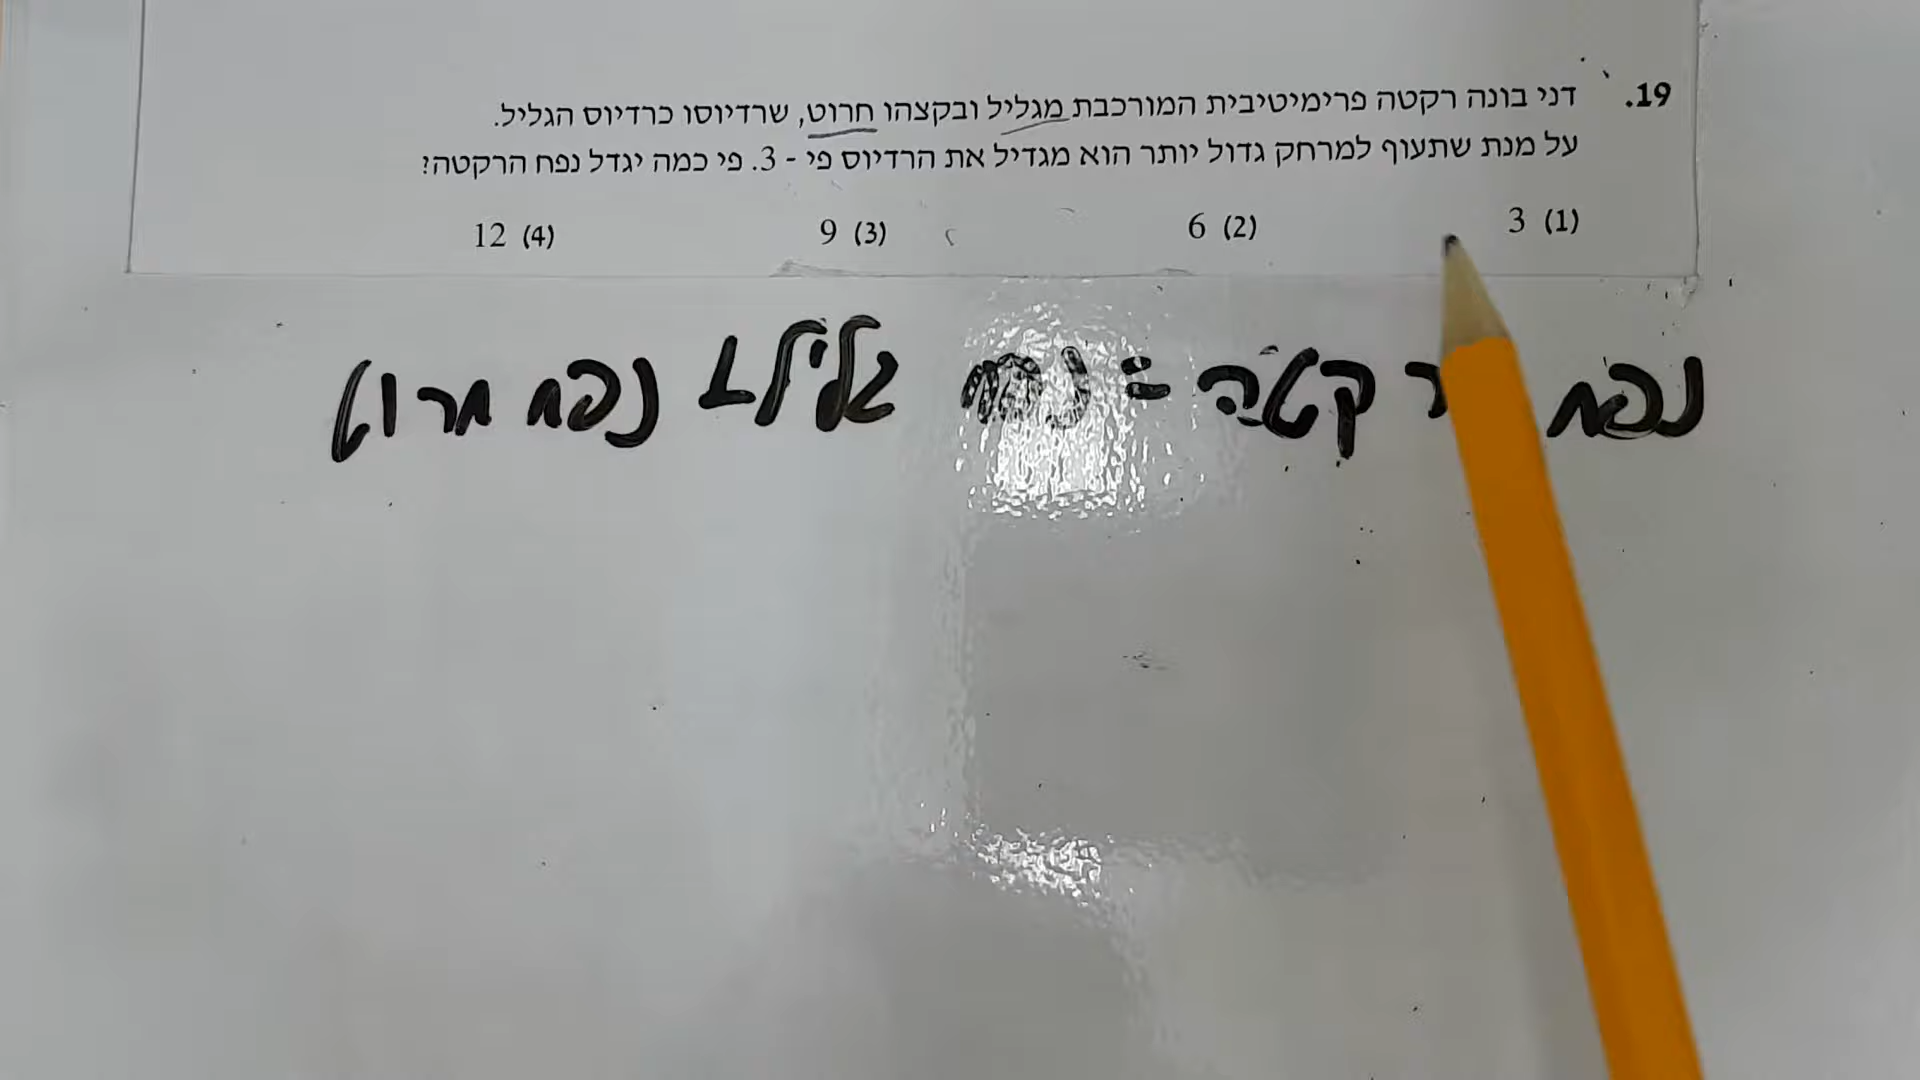 19. דני בונה רקטה פרימיטיבית המורכבת מגליל ובקצהו חרוט, שרדיוסו כרדיוס הגליל.
על מנת שתעוף למרחק גדול יותר הוא מגדיל את הרדיוס פי - 3. פי כמה יגדל נפח הרקטה?
(1) 3 (2) 6 (3) 9 (4) 12
נפח רקטה = נפח גליל + נפח חרוט